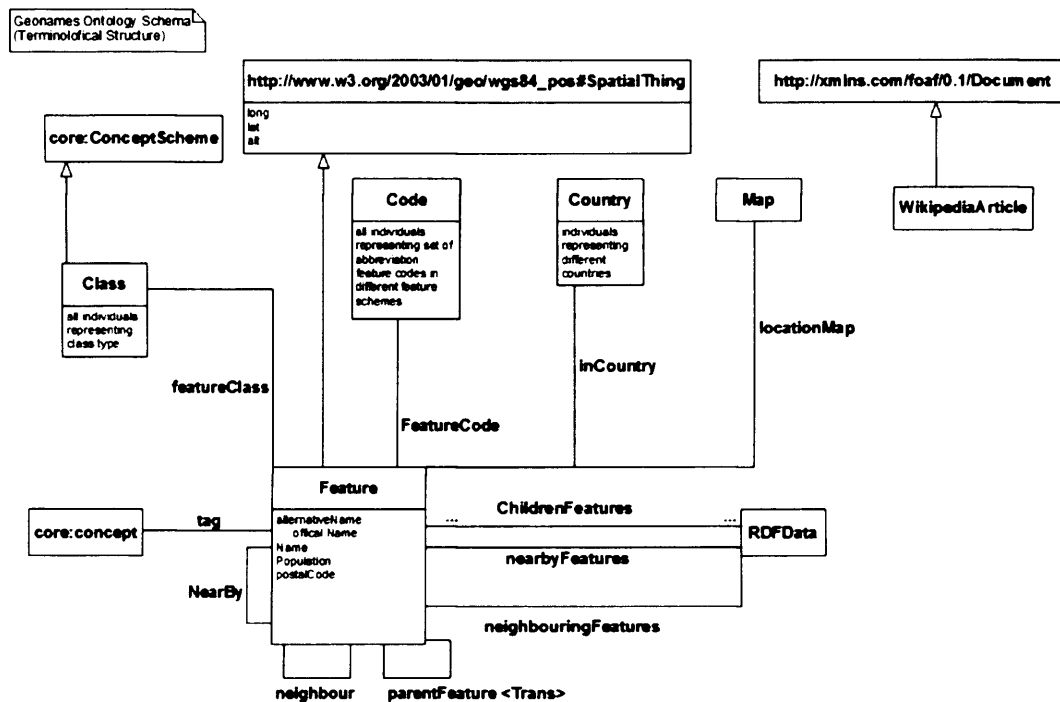 Geonames Ontology Schema
(Terminolofical Structure)
http://www.w3.org/2003/01/geo/wgs84_pos#SpatialThing
long
lat
alt
http://xmlns.com/foaf/0.1/Document
core:ConceptScheme
Code
all individuals
representing set of
abbreviation
feature codes in
different feature
schemes
Country
individuals
representing
different
countries
Map
WikipediaArticle
Class
all individuals
representing
class type
locationMap
inCountry
featureClass
FeatureCode
Feature
alternativeName
offical Name
Name
Population
postalCode
core:concept
tag
... ChildrenFeatures ...
RDFData
nearbyFeatures
NearBy
neighbouringFeatures
neighbour
parentFeature <Trans>